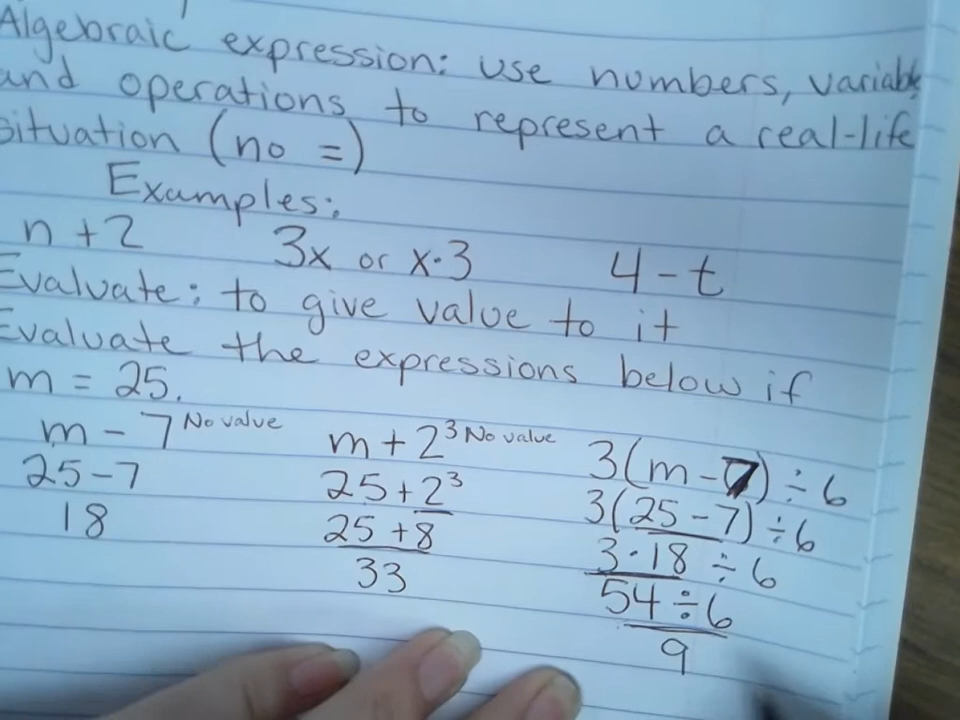 Algebraic expression: use numbers, variable
and operations to represent a real-life
situation (no =)
Examples:
n + 2 3x or x·3 4 - t
Evaluate: to give value to it
Evaluate the expressions below if
m = 25.
m - 7 No value m + 2³ No value 3(m - 7) ÷ 6
25 - 7 25 + 2³ 3(25 - 7) ÷ 6
18 25 + 8 3·18 ÷ 6
33 54 ÷ 6
9